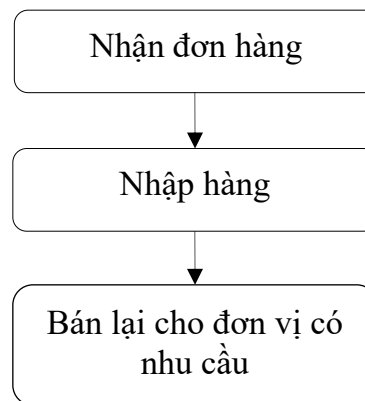 Nhận đơn hàng
Nhập hàng
Bán lại cho đơn vị có
nhu cầu